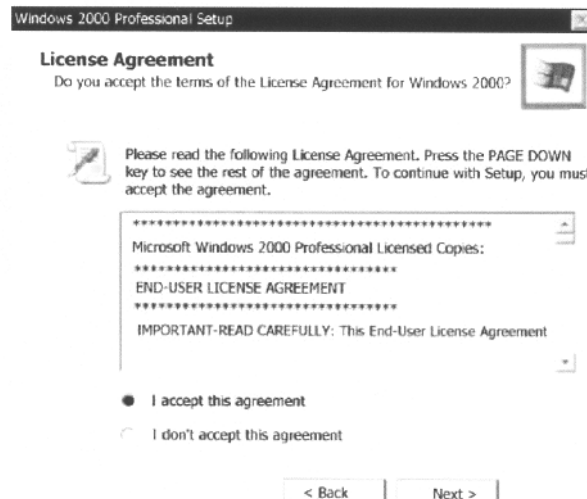 Windows 2000 Professional Setup
License Agreement
Do you accept the terms of the License Agreement for Windows 2000?
Please read the following License Agreement. Press the PAGE DOWN
key to see the rest of the agreement. To continue with Setup, you must
accept the agreement.
*********************************************
Microsoft Windows 2000 Professional Licensed Copies:
********************************
END-USER LICENSE AGREEMENT
********************************
IMPORTANT-READ CAREFULLY: This End-User License Agreement
I accept this agreement
I don't accept this agreement
< Back Next >